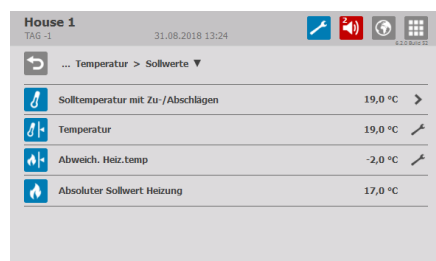 House 1
TAG -1
31.08.2018 13:24
2
... Temperatur > Sollwerte ▼
Solltemperatur mit Zu-/Abschlägen 19,0 °C >
Temperatur 19,0 °C
Abweich. Heiz.temp -2,0 °C
Absoluter Sollwert Heizung 17,0 °C